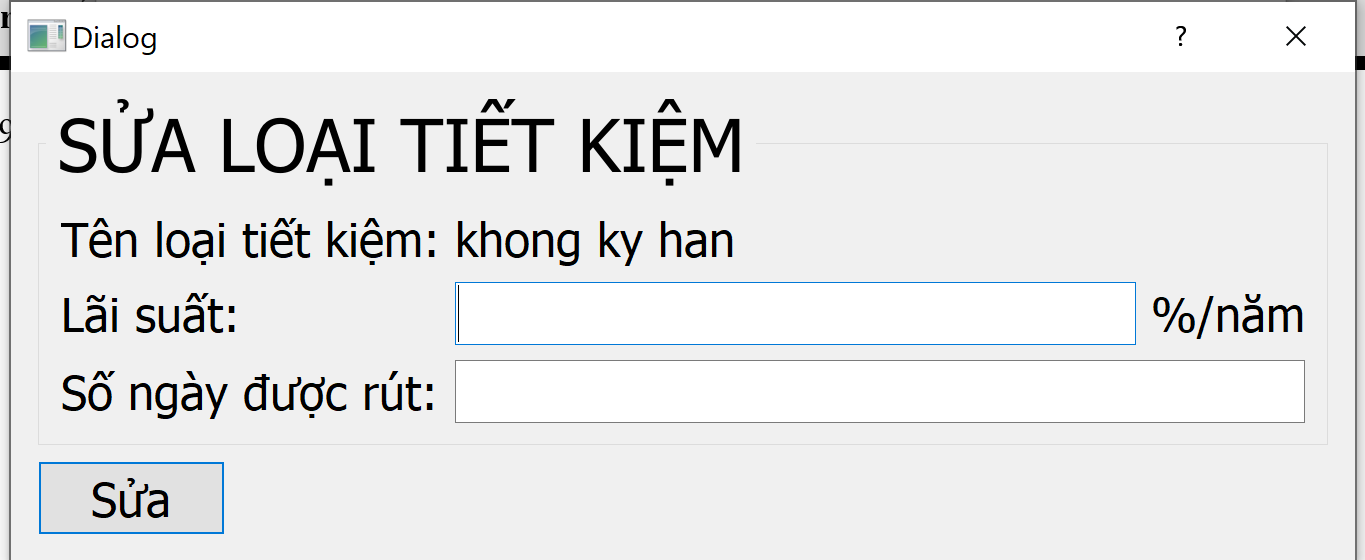 Dialog
?
SỬA LOẠI TIẾT KIỆM
Tên loại tiết kiệm: khong ky han
Lãi suất: %/năm
Số ngày được rút:
Sửa